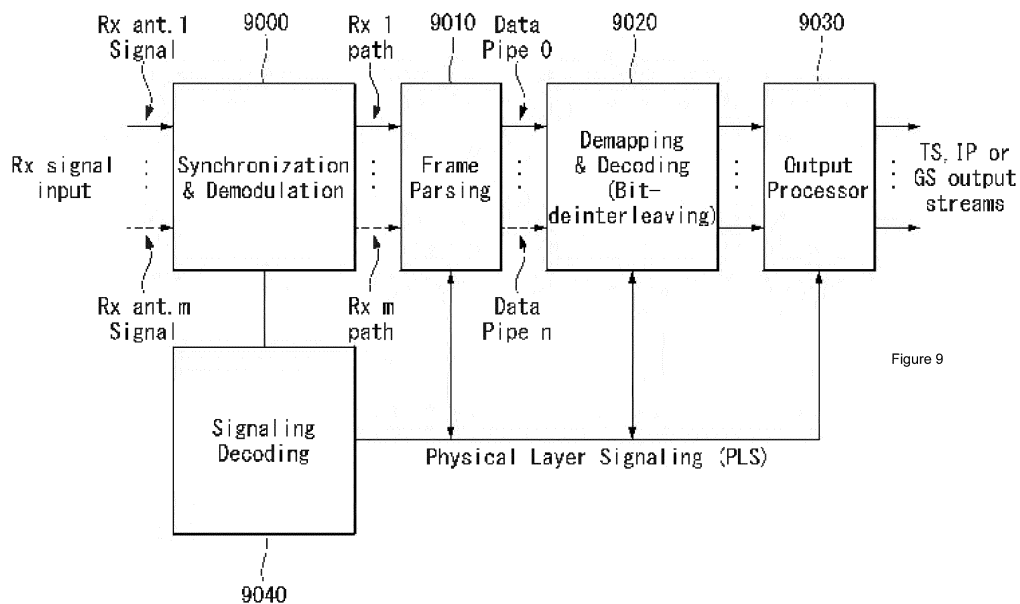 Rx ant.1
Signal
9000
Rx 1
path
9010
Data
Pipe 0
9020
9030
Rx signal
input
Synchronization
& Demodulation
Frame
Parsing
Demapping
& Decoding
(Bit-
deinterleaving)
Output
Processor
TS, IP or
GS output
streams
Rx ant.m
Signal
Rx m
path
Data
Pipe n
Figure 9
Signaling
Decoding
Physical Layer Signaling (PLS)
9040